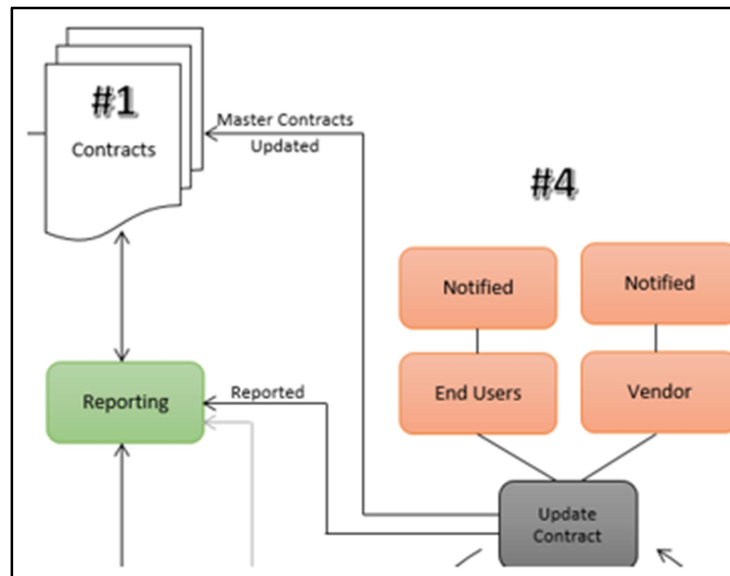 #1
Contracts
Master Contracts
Updated
#4
Notified
Notified
Reporting
Reported
End Users
Vendor
Update
Contract